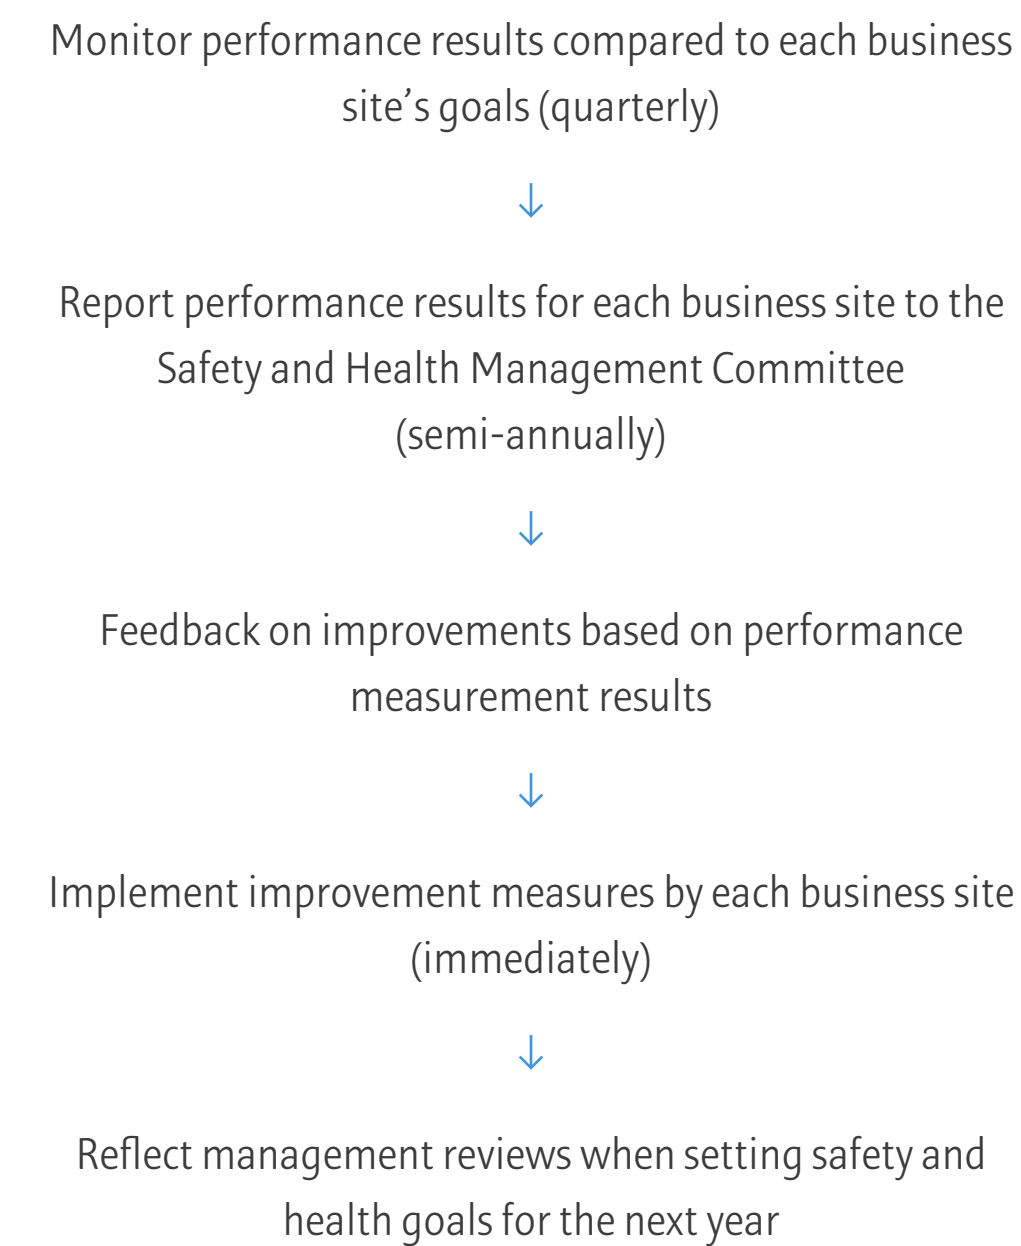 Monitor performance results compared to each business
site’s goals (quarterly)
↓
Report performance results for each business site to the
Safety and Health Management Committee
(semi-annually)
↓
Feedback on improvements based on performance
measurement results
↓
Implement improvement measures by each business site
(immediately)
↓
Reflect management reviews when setting safety and
health goals for the next year